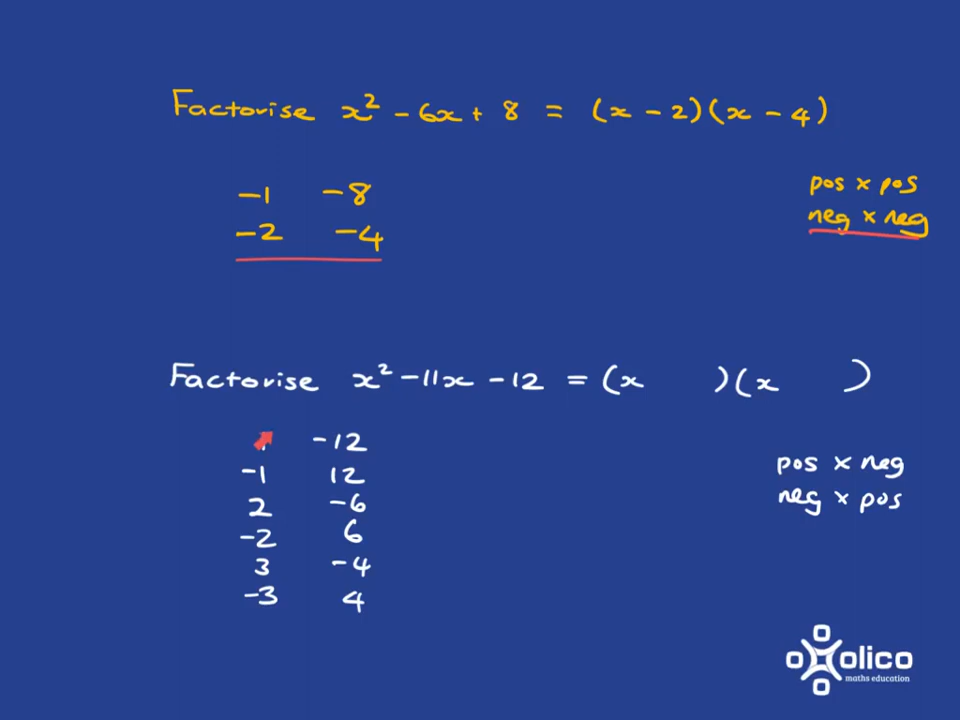 Factorise x² - 6x + 8 = (x - 2)(x - 4)
-1 -8
-2 -4
pos x pos
neg x neg
Factorise x² - 11x - 12 = (x )(x )
-12
-1 12
2 -6
-2 6
3 -4
-3 4
pos x neg
neg x pos
olico
maths education